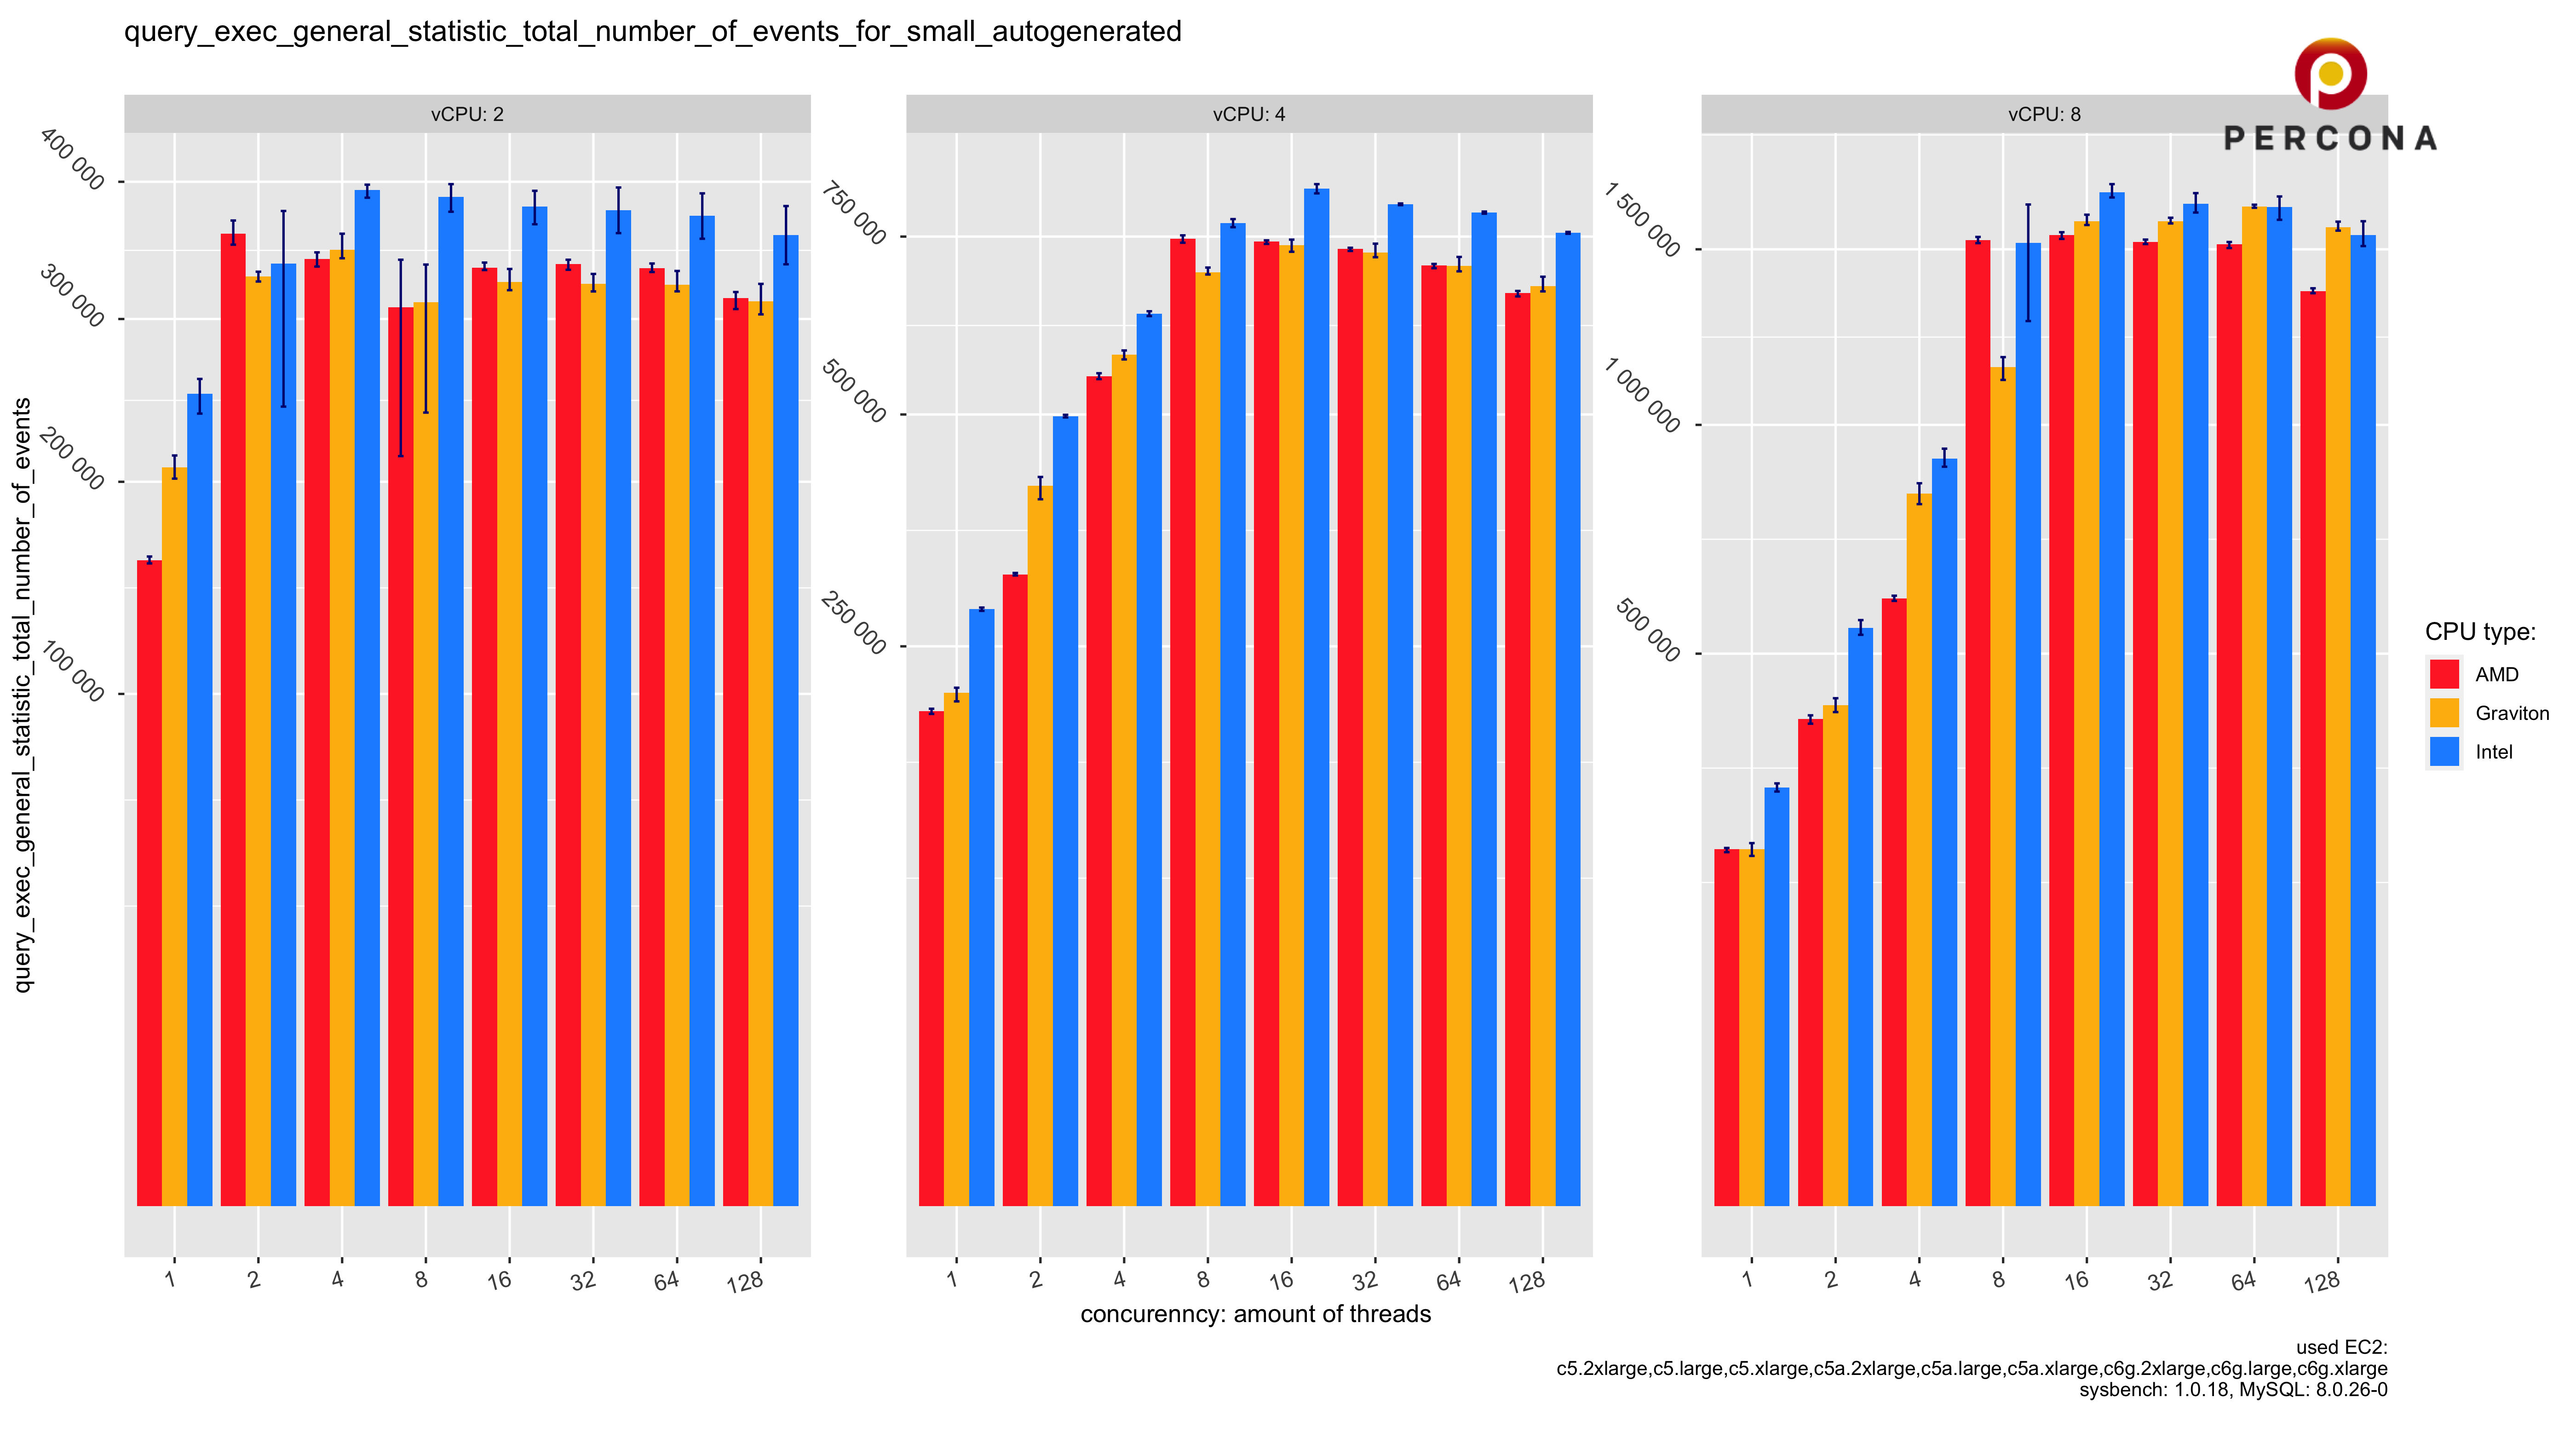 query_exec_general_statistic_total_number_of_events_for_small_autogenerated
PERCONA
vCPU: 2
vCPU: 4
vCPU: 8
query_exec_general_statistic_total_number_of_events
400 000
300 000
200 000
100 000
750 000
500 000
250 000
1 500 000
1 000 000
500 000
1 2 4 8 16 32 64 128
1 2 4 8 16 32 64 128
1 2 4 8 16 32 64 128
concurenncy: amount of threads
CPU type:
AMD
Graviton
Intel
used EC2:
c5.2xlarge,c5.large,c5.xlarge,c5a.2xlarge,c5a.large,c5a.xlarge,c6g.2xlarge,c6g.large,c6g.xlarge
sysbench: 1.0.18, MySQL: 8.0.26-0